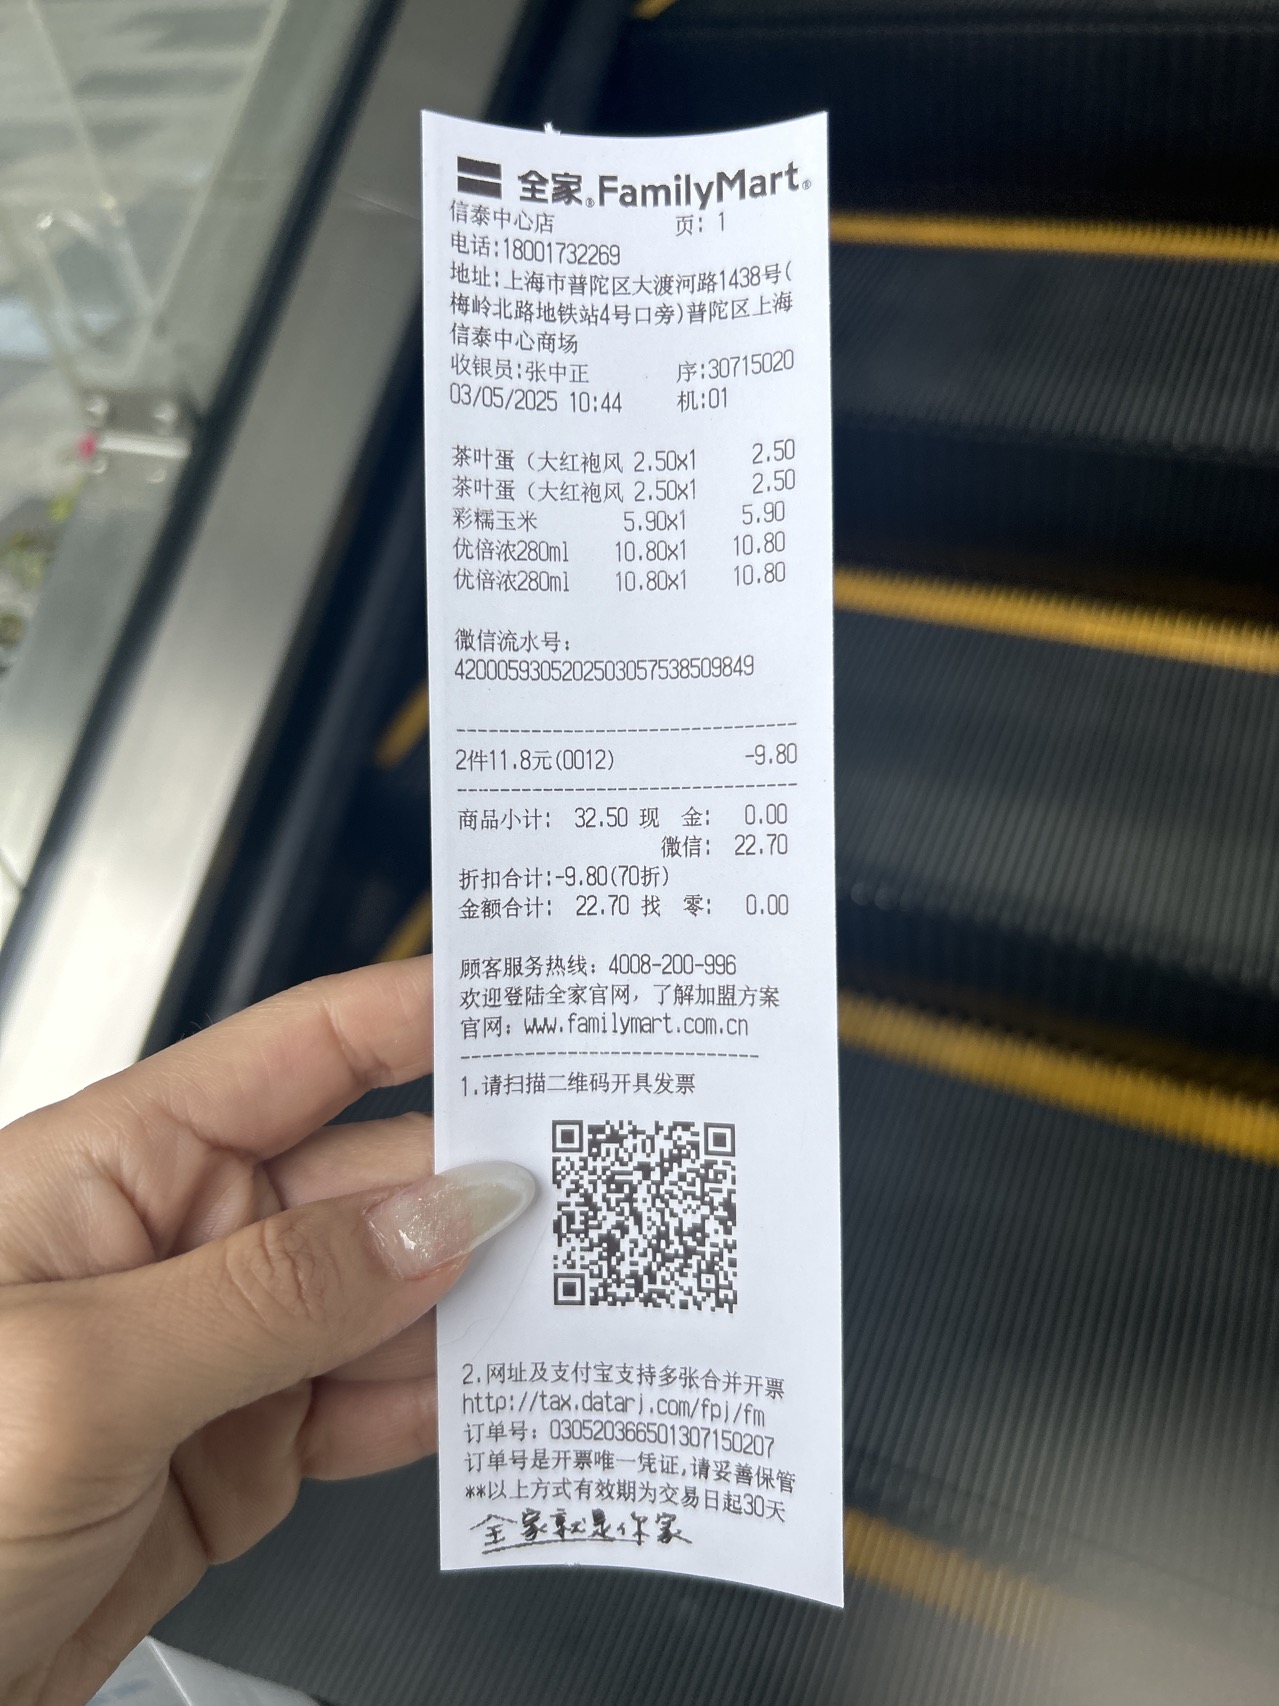 全家®FamilyMart®
信泰中心店 页: 1
电话:18001732269
地址:上海市普陀区大渡河路1438号(
梅岭北路地铁站4号口旁)普陀区上海
信泰中心商场
收银员:张中正 序:30715020
03/05/2025 10:44 机:01
茶叶蛋（大红袍风 2.50x1 2.50
茶叶蛋（大红袍风 2.50x1 2.50
彩糯玉米 5.90x1 5.90
优倍浓280ml 10.80x1 10.80
优倍浓280ml 10.80x1 10.80
微信流水号:
4200059305202503057538509849
--------------------------------
2件11.8元(0012) -9.80
--------------------------------
商品小计: 32.50 现 金: 0.00
微信: 22.70
折扣合计:-9.80(70折)
金额合计: 22.70 找 零: 0.00
顾客服务热线: 4008-200-996
欢迎登陆全家官网，了解加盟方案
官网: www.familymart.com.cn
----------------------------
1.请扫描二维码开具发票
2.网址及支付宝支持多张合并开票
http://tax.datarj.com/fpj/fm
订单号: 030520366501307150207
订单号是开票唯一凭证,请妥善保管
**以上方式有效期为交易日起30天
全家就是你家